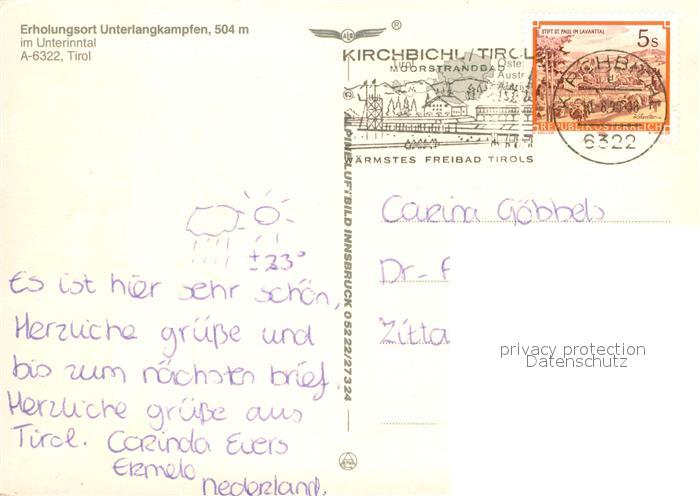 Erholungsort Unterlangkampfen, 504 m
im Unterinntal
A-6322, Tirol
®
KIRCHBICHL/TIROL
MOORSTRANDBAD
WÄRMSTES FREIBAD TIROLS
STIFT ST. PAUL IM LAVANTTAL
5s
REPUBLIK ÖSTERREICH
KIRCHBICHL
6322
ALPINE LUFTBILD INNSBRUCK 05222/27324
± 23°
Es ist hier sehr schön,
Herzliche grüße und
bis zum nächsten brief.
Herzliche grüße aus
Tirol. Carinda Evers
Ermelo
nederland.
Carina Göbbels
Dr-
Zitta
privacy protection
Datenschutz